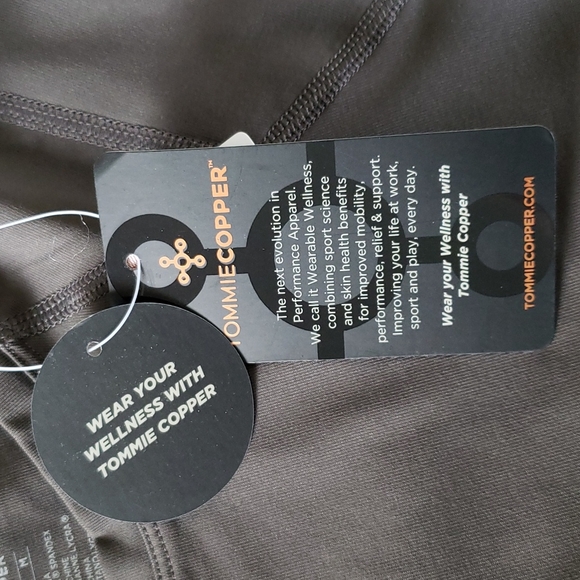 TOMMIECOPPER™
The next evolution in
Performance Apparel.
We call it Wearable Wellness,
combining sport science
and skin health benefits
for improved mobility,
performance, relief & support.
Improving your life at work,
sport and play, every day.
Wear your Wellness with
Tommie Copper
TOMMIECOPPER.COM
WEAR YOUR
WELLNESS WITH
TOMMIE COPPER
M
SPANDEX